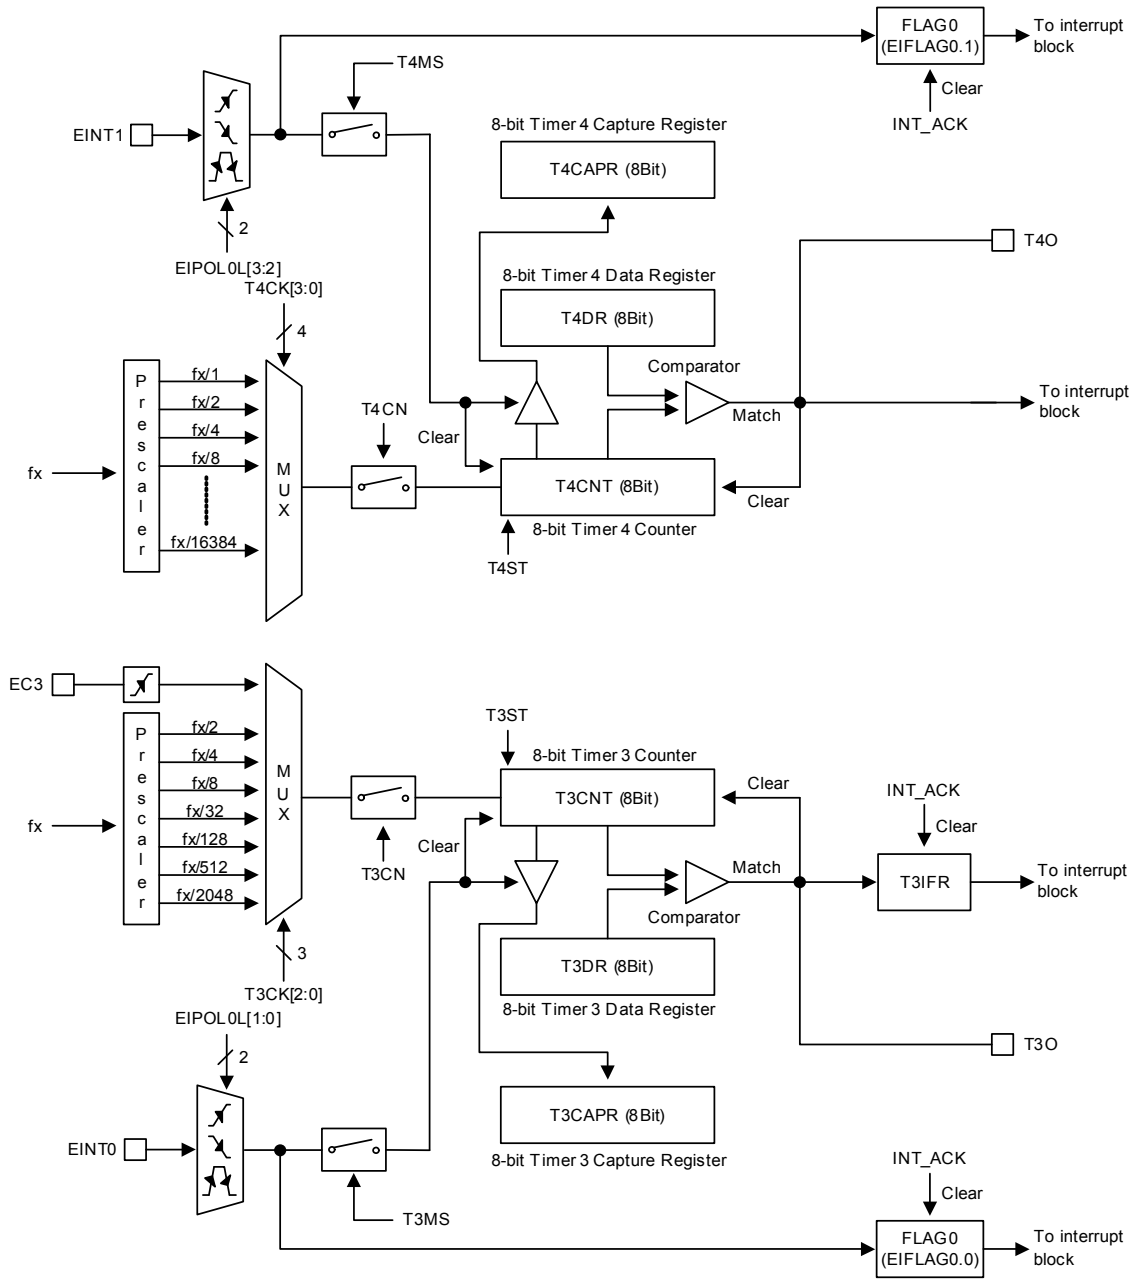 FLAG0
(EIFLAG0.1)
To interrupt
block
T4MS
Clear
INT_ACK
EINT1
8-bit Timer 4 Capture Register
T4CAPR (8Bit)
2
EIPOL0L[3:2]
T4O
8-bit Timer 4 Data Register
T4CK[3:0]
T4DR (8Bit)
4
Comparator
Prescaler
fx/1
fx/2
fx/4
fx/8
fx/16384
fx
MUX
T4CN
Clear
Match
To interrupt
block
T4CNT (8Bit)
Clear
8-bit Timer 4 Counter
T4ST
EC3
Prescaler
fx/2
fx/4
fx/8
fx/32
fx/128
fx/512
fx/2048
fx
MUX
T3ST
8-bit Timer 3 Counter
T3CNT (8Bit)
Clear
INT_ACK
Clear
Clear
T3CN
Match
T3IFR
To interrupt
block
Comparator
3
T3CK[2:0]
T3DR (8Bit)
8-bit Timer 3 Data Register
EIPOL0L[1:0]
2
T3O
T3CAPR (8Bit)
EINT0
8-bit Timer 3 Capture Register
INT_ACK
Clear
T3MS
FLAG0
(EIFLAG0.0)
To interrupt
block